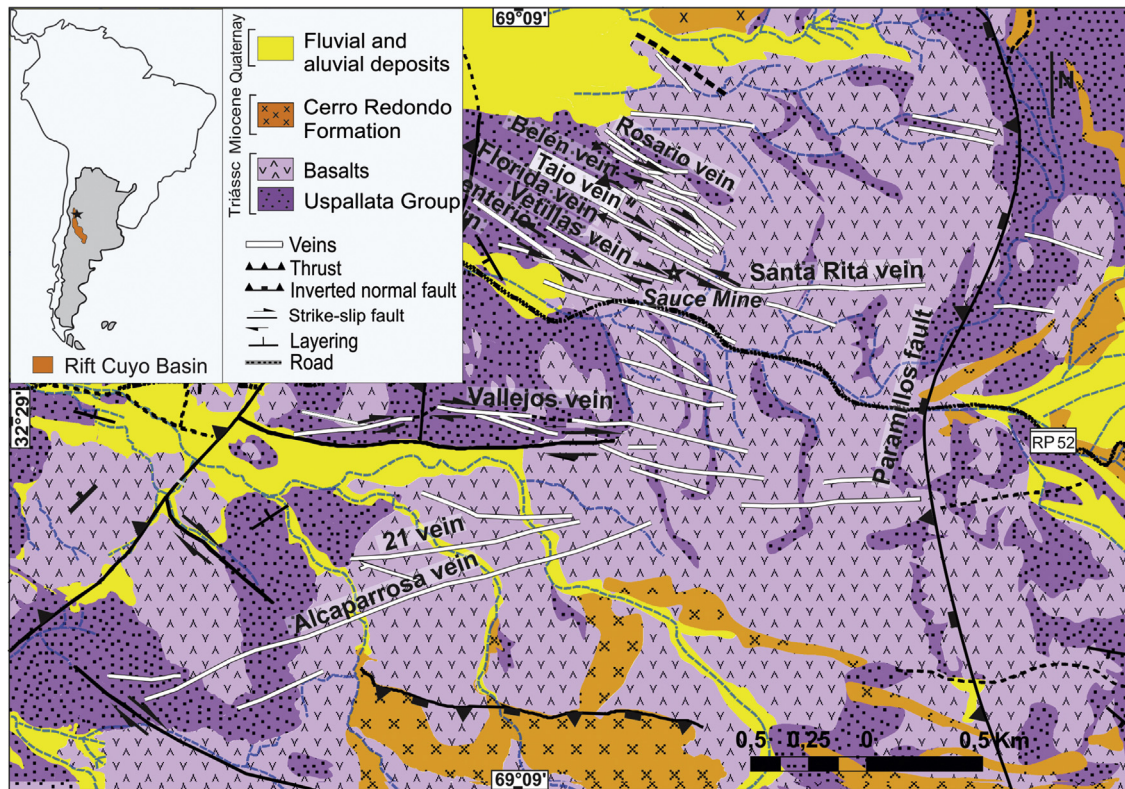 69°09'
Quaternay
Miocene
Triássc
Fluvial and
aluvial deposits
Cerro Redondo
Formation
Basalts
Uspallata Group
Veins
Thrust
Inverted normal fault
Strike-slip fault
Layering
Road
Rift Cuyo Basin
N
Rosario vein
Belen vein
Tajo vein
Florida vein
Vetillas vein
Santa Rita vein
Sauce Mine
Paramillos fault
32°29'
Vallejos vein
RP 52
21 vein
Alcaparrosa vein
0,5 0,25 0 0,5 Km
69°09'